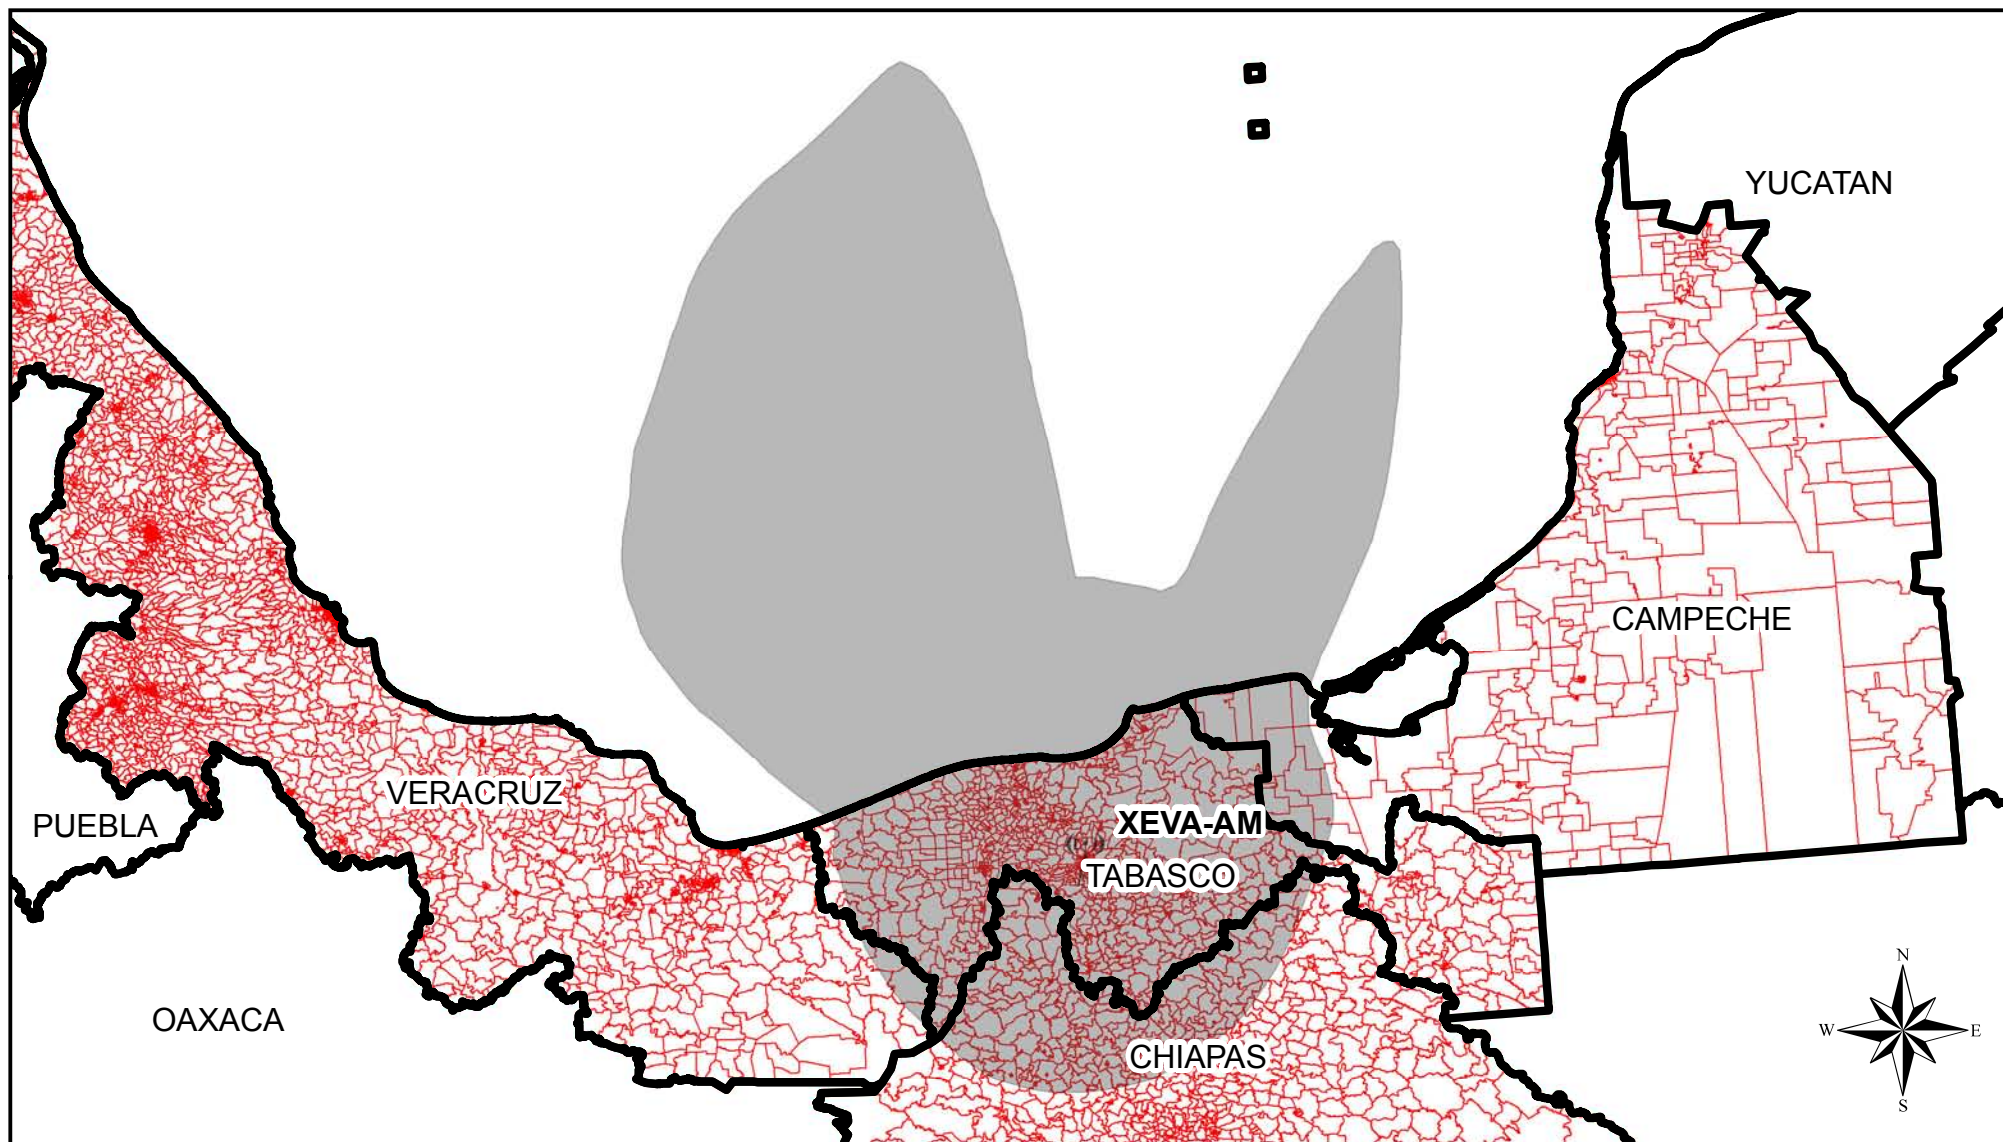 YUCATAN
CAMPECHE
VERACRUZ
PUEBLA
XEVA-AM
TABASCO
OAXACA
CHIAPAS
N
W
E
S